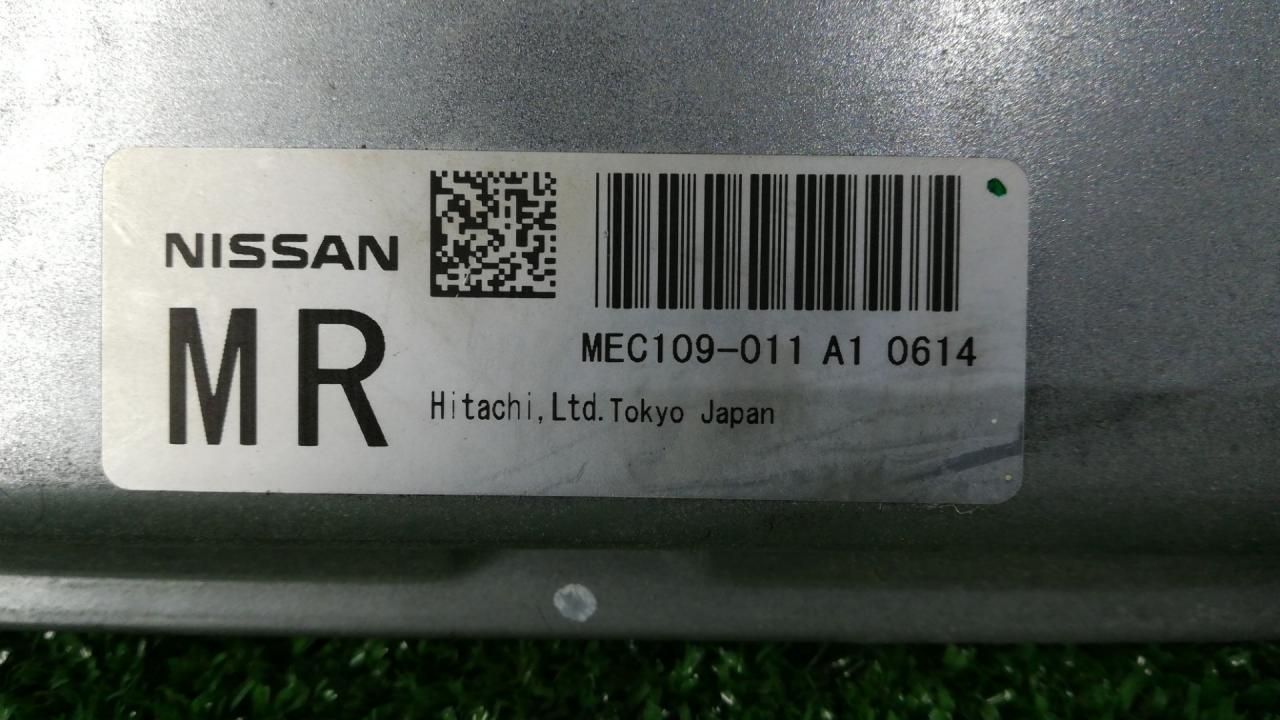 NISSAN
MR
MEC109-011 A1 0614
Hitachi,Ltd.Tokyo Japan